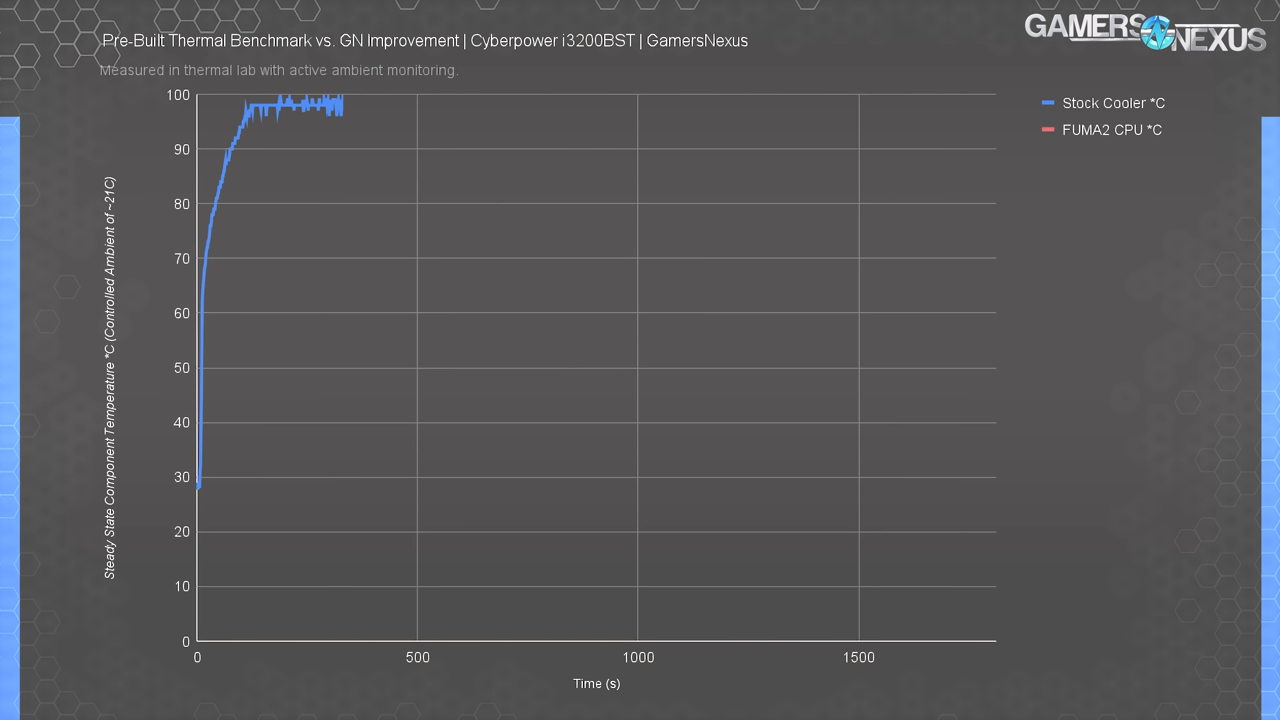 GAMERS
NEXUS
Pre-Built Thermal Benchmark vs. GN Improvement | Cyberpower i3200BST | GamersNexus
Measured in thermal lab with active ambient monitoring.
Stock Cooler *C
FUMA2 CPU *C
Steady State Component Temperature *C (Controlled Ambient of ~21C)
100
90
80
70
60
50
40
30
20
10
0
0 500 1000 1500
Time (s)